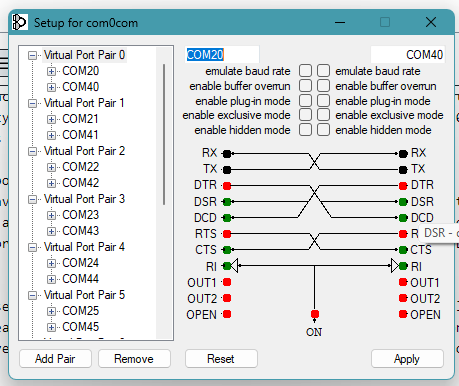 Setup for com0com
Virtual Port Pair 0
COM20
COM40
Virtual Port Pair 1
COM21
COM41
Virtual Port Pair 2
COM22
COM42
Virtual Port Pair 3
COM23
COM43
Virtual Port Pair 4
COM24
COM44
Virtual Port Pair 5
COM25
COM45
COM20 COM40
emulate baud rate emulate baud rate
enable buffer overrun enable buffer overrun
enable plug-in mode enable plug-in mode
enable exclusive mode enable exclusive mode
enable hidden mode enable hidden mode
RX RX
TX TX
DTR DTR
DSR DSR
DCD DCD
RTS R
DSR -
CTS CTS
RI RI
OUT1 OUT1
OUT2 OUT2
OPEN OPEN
ON
Add Pair Remove Reset Apply